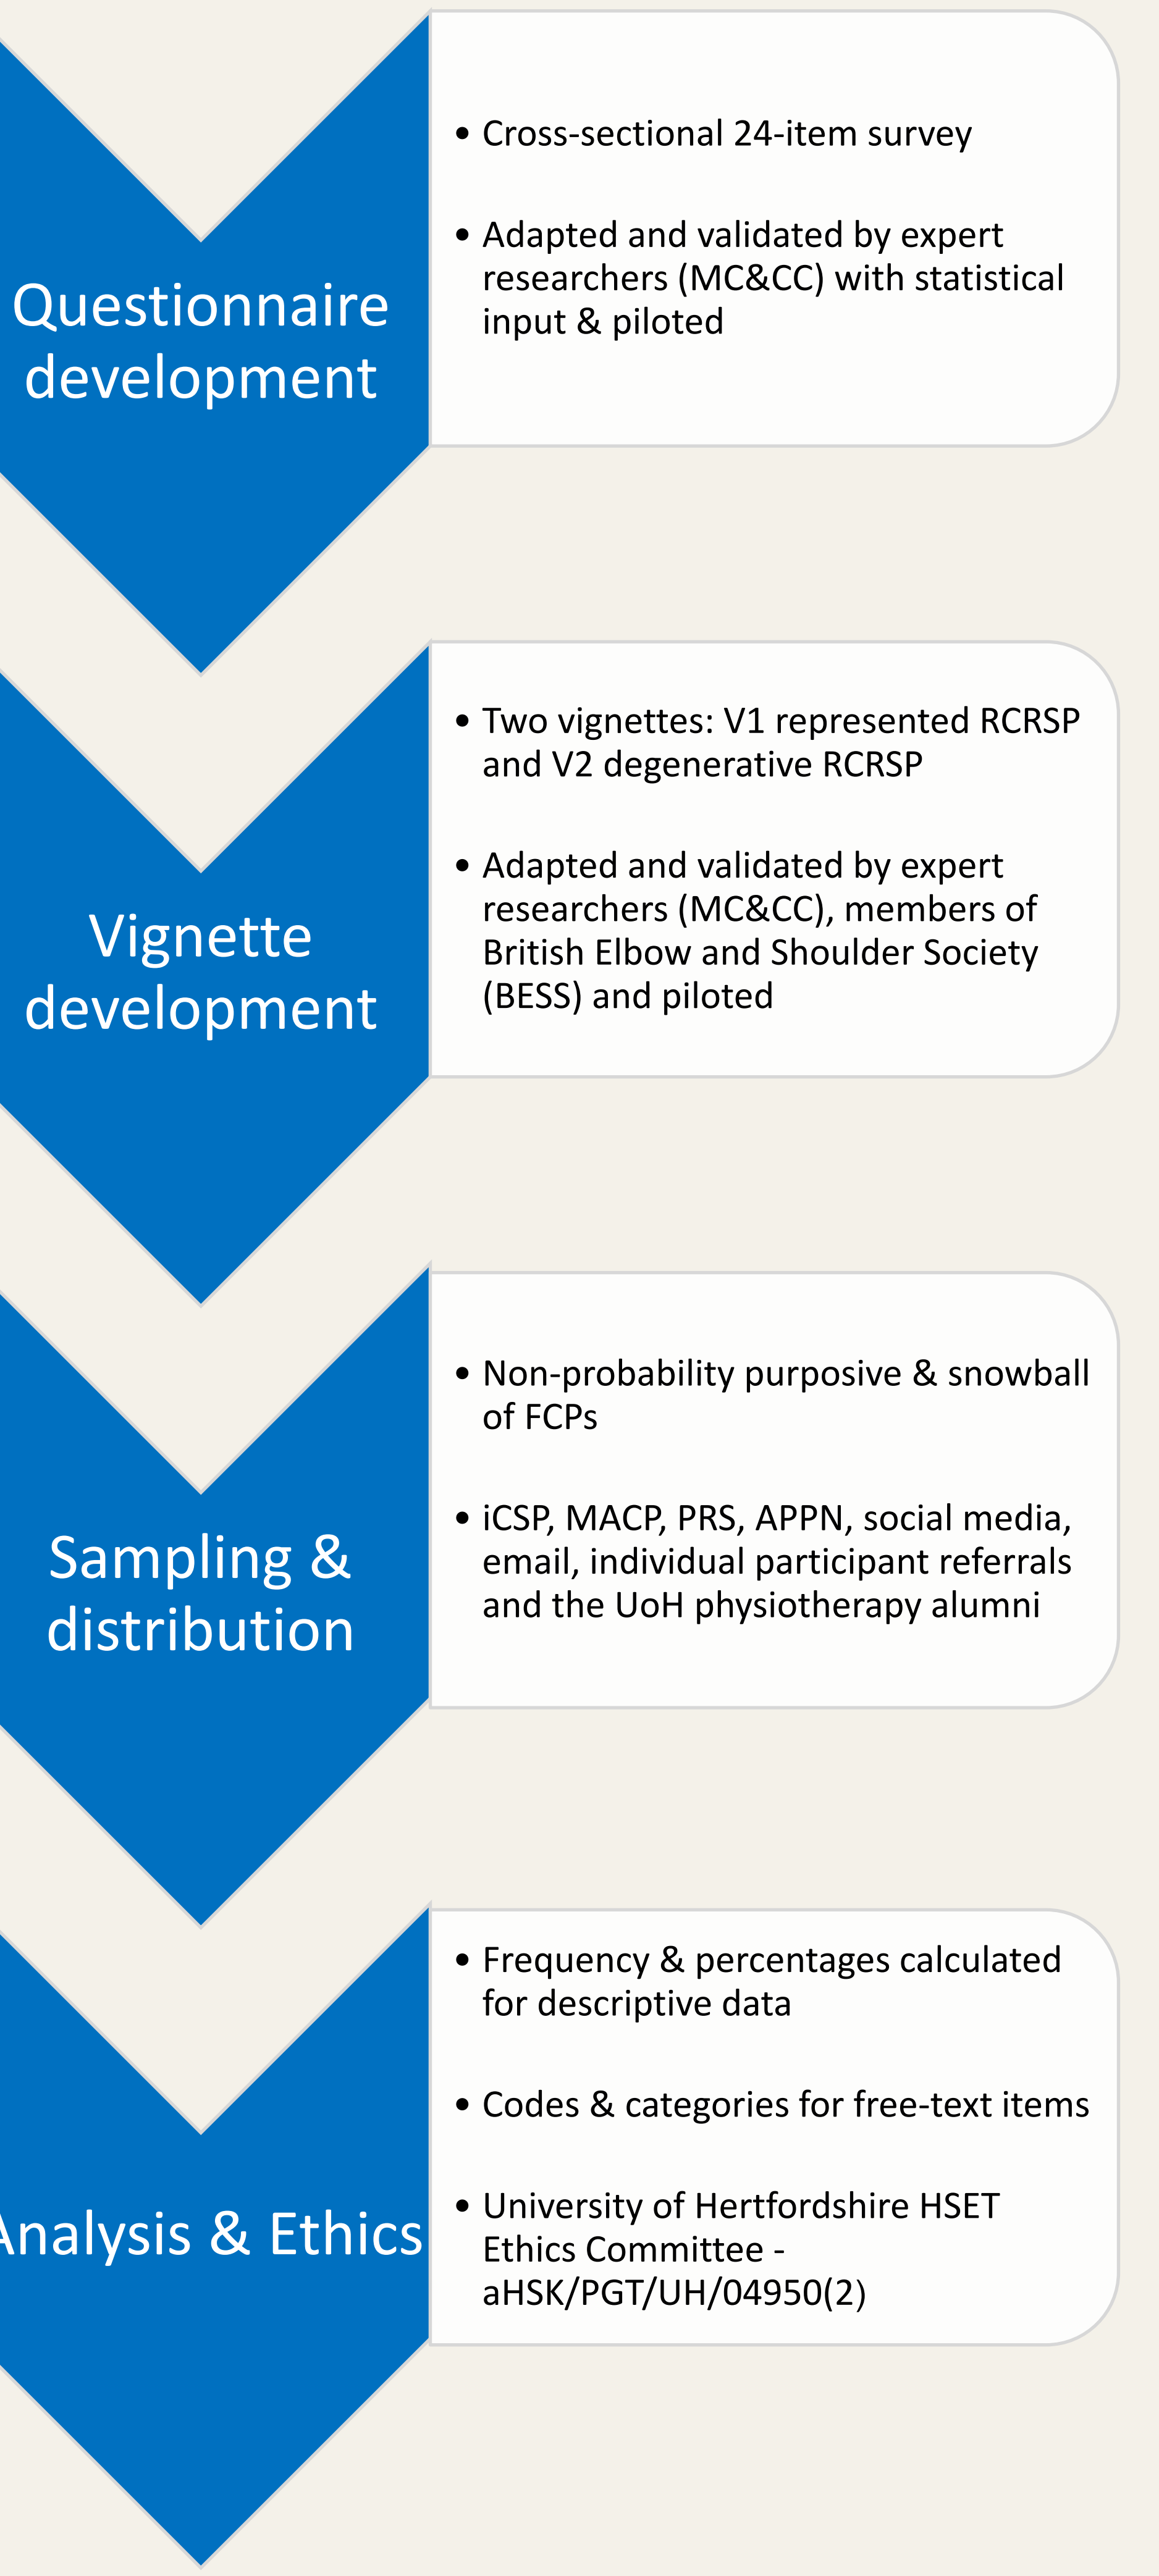 Questionnaire
development
• Cross-sectional 24-item survey
• Adapted and validated by expert
researchers (MC&CC) with statistical
input & piloted
Vignette
development
• Two vignettes: V1 represented RCRSP
and V2 degenerative RCRSP
• Adapted and validated by expert
researchers (MC&CC), members of
British Elbow and Shoulder Society
(BESS) and piloted
Sampling &
distribution
• Non-probability purposive & snowball
of FCPs
• iCSP, MACP, PRS, APPN, social media,
email, individual participant referrals
and the UoH physiotherapy alumni
Analysis & Ethics
• Frequency & percentages calculated
for descriptive data
• Codes & categories for free-text items
• University of Hertfordshire HSET
Ethics Committee -
aHSK/PGT/UH/04950(2)